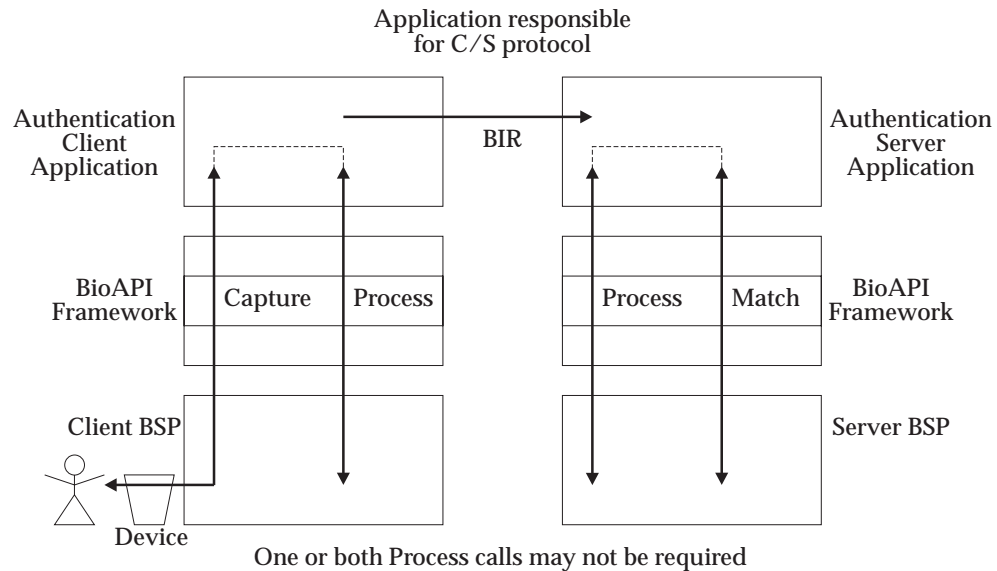 Application responsible
for C/S protocol
Authentication
Client
Application
BIR
Authentication
Server
Application
BioAPI
Framework
Capture
Process
Process
Match
BioAPI
Framework
Client BSP
Server BSP
Device
One or both Process calls may not be required